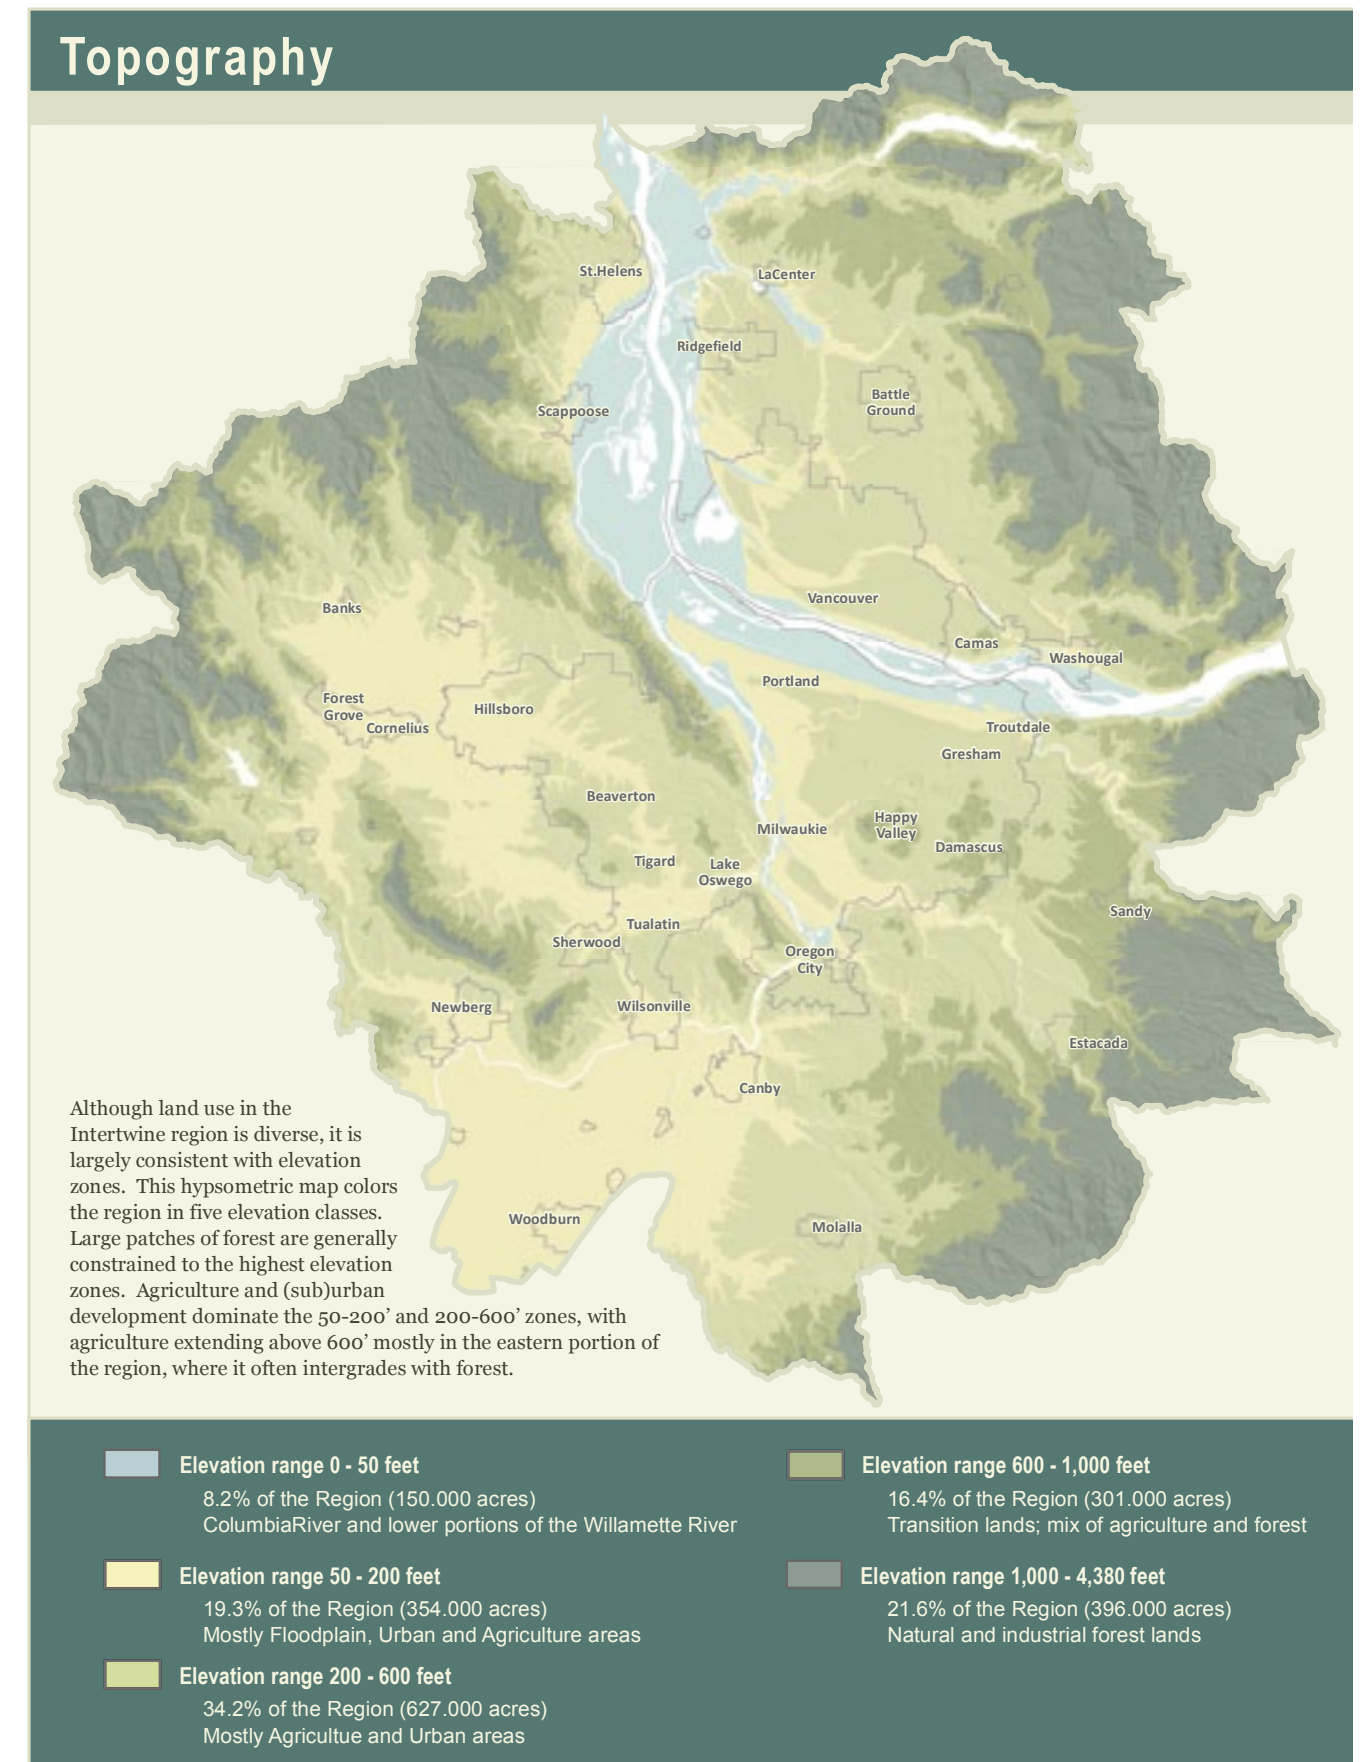 Topography
St.Helens
LaCenter
Ridgefield
Battle
Ground
Scappoose
Vancouver
Banks
Camas
Washougal
Portland
Forest
Grove
Cornelius
Hillsboro
Troutdale
Gresham
Beaverton
Happy
Valley
Milwaukie
Damascus
Tigard
Lake
Oswego
Sandy
Tualatin
Sherwood
Oregon
City
Newberg
Wilsonville
Estacada
Canby
Woodburn
Molalla
Although land use in the
Intertwine region is diverse, it is
largely consistent with elevation
zones. This hypsometric map colors
the region in five elevation classes.
Large patches of forest are generally
constrained to the highest elevation
zones. Agriculture and (sub)urban
development dominate the 50-200’ and 200-600’ zones, with
agriculture extending above 600’ mostly in the eastern portion of
the region, where it often intergrades with forest.
Elevation range 0 - 50 feet
8.2% of the Region (150.000 acres)
ColumbiaRiver and lower portions of the Willamette River
Elevation range 50 - 200 feet
19.3% of the Region (354.000 acres)
Mostly Floodplain, Urban and Agriculture areas
Elevation range 200 - 600 feet
34.2% of the Region (627.000 acres)
Mostly Agricultue and Urban areas
Elevation range 600 - 1,000 feet
16.4% of the Region (301.000 acres)
Transition lands; mix of agriculture and forest
Elevation range 1,000 - 4,380 feet
21.6% of the Region (396.000 acres)
Natural and industrial forest lands